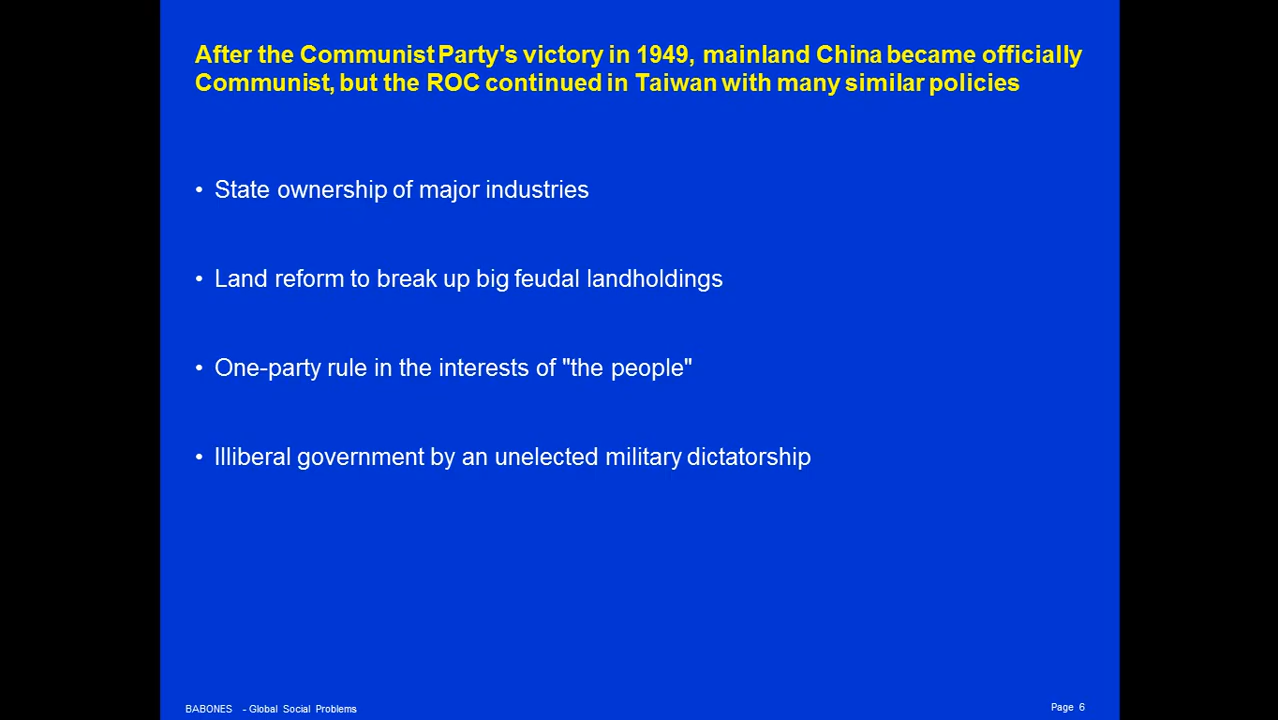 After the Communist Party's victory in 1949, mainland China became officially
Communist, but the ROC continued in Taiwan with many similar policies
• State ownership of major industries
• Land reform to break up big feudal landholdings
• One-party rule in the interests of "the people"
• Illiberal government by an unelected military dictatorship
BABONES - Global Social Problems
Page 6